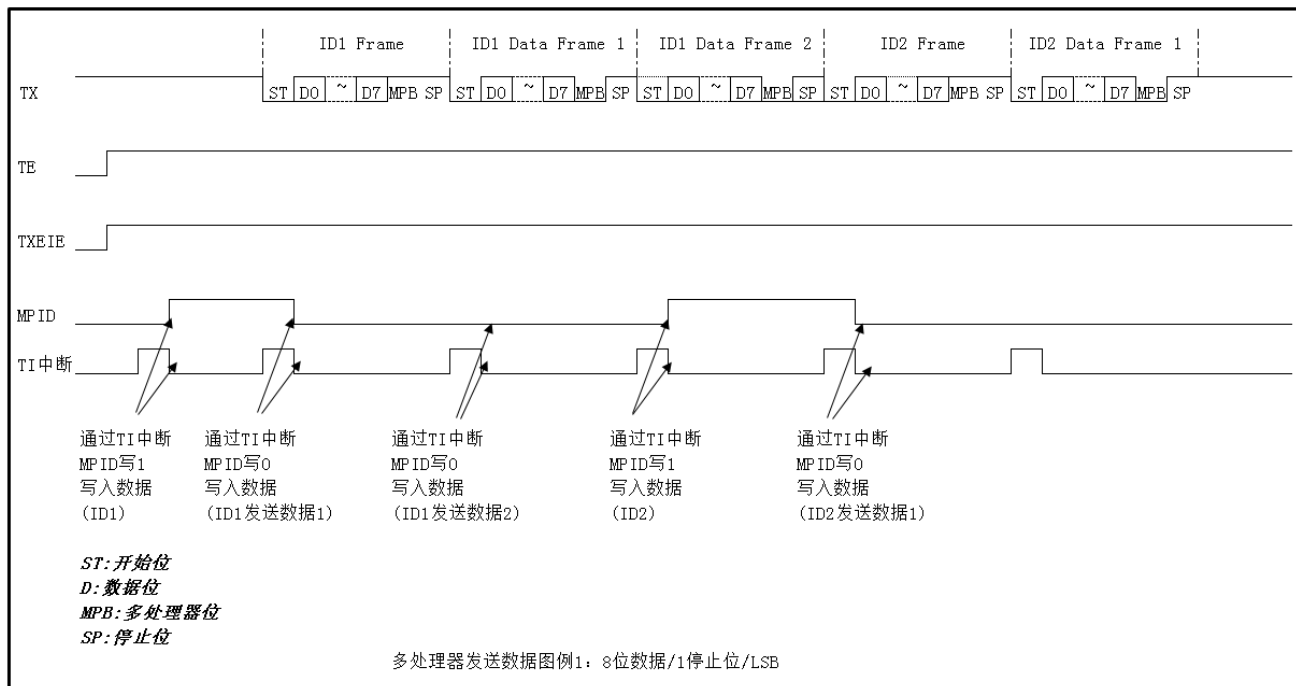 ID1 Frame ID1 Data Frame 1 ID1 Data Frame 2 ID2 Frame ID2 Data Frame 1
TX ST D0 ~ D7 MPB SP ST D0 ~ D7 MPB SP ST D0 ~ D7 MPB SP ST D0 ~ D7 MPB SP ST D0 ~ D7 MPB SP
TE
TXEIE
MPID
TI中断
通过TI中断 通过TI中断 通过TI中断 通过TI中断 通过TI中断
MPID写1 MPID写0 MPID写0 MPID写1 MPID写0
写入数据 写入数据 写入数据 写入数据 写入数据
(ID1) (ID1发送数据1) (ID1发送数据2) (ID2) (ID2发送数据1)
ST:开始位
D:数据位
MPB:多处理器位
SP:停止位
多处理器发送数据图例1: 8位数据/1停止位/LSB